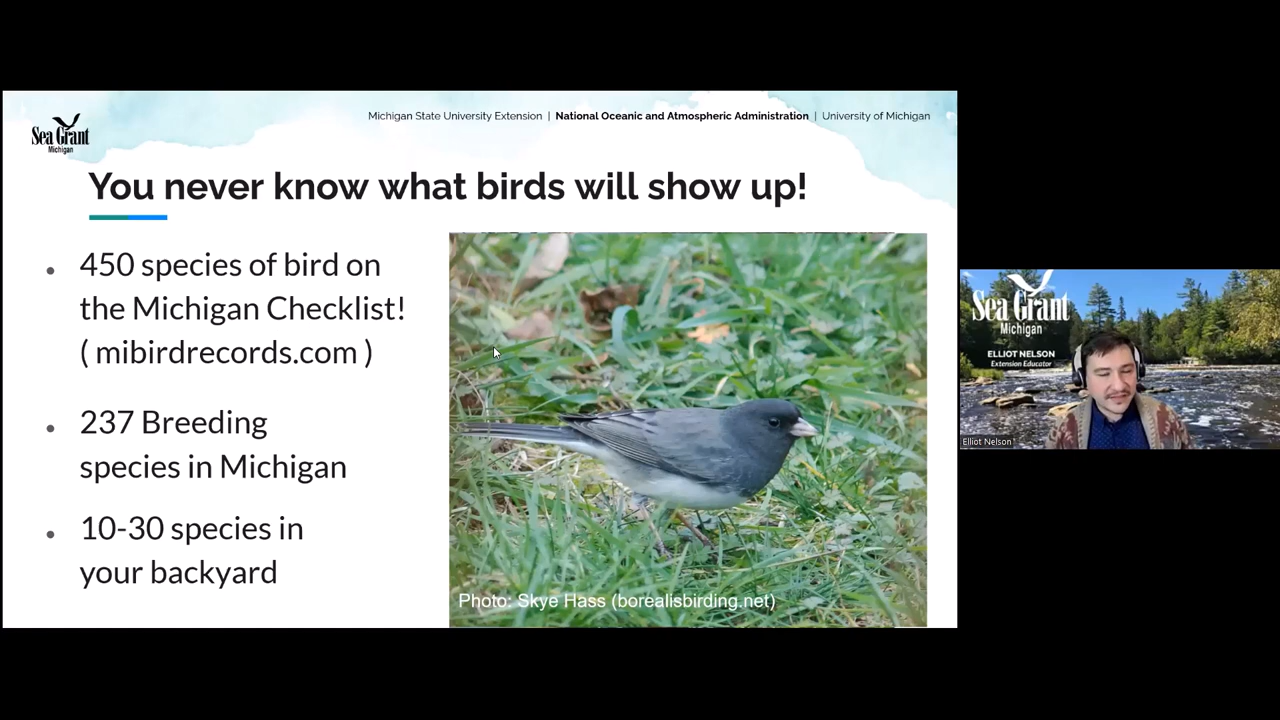 Sea Grant
Michigan
Michigan State University Extension | National Oceanic and Atmospheric Administration | University of Michigan
You never know what birds will show up!
• 450 species of bird on
the Michigan Checklist!
( mibirdrecords.com )
• 237 Breeding
species in Michigan
• 10-30 species in
your backyard
Photo: Skye Hass (borealisbirding.net)
Sea Grant
Michigan
ELLIOT NELSON
Extension Educator
Elliot Nelson